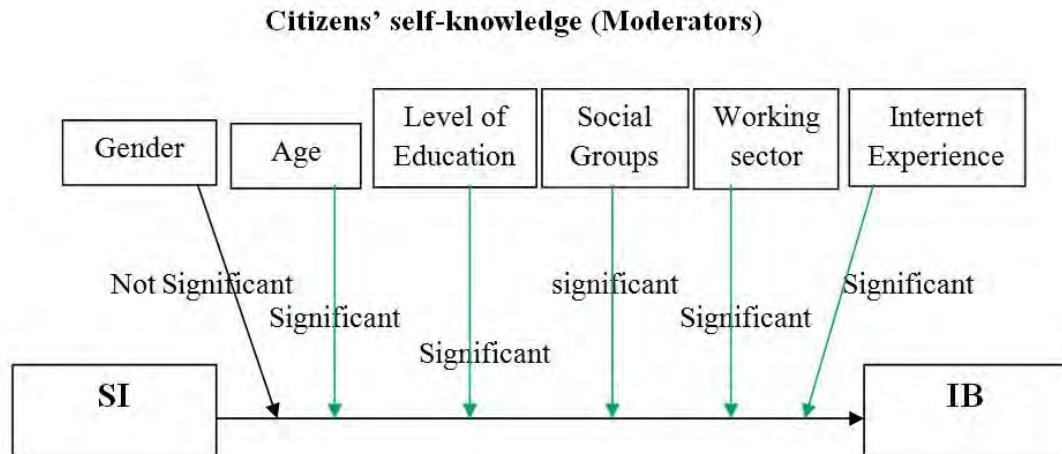 Citizens' self-knowledge (Moderators)
Gender
Age
Level of
Education
Social
Groups
Working
sector
Internet
Experience
Not Significant
Significant
Significant
significant
Significant
Significant
SI
IB